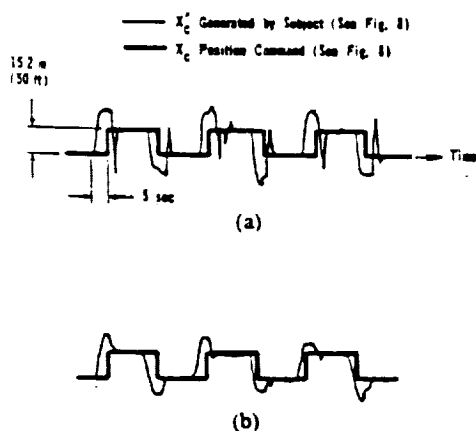 X″c Generated by Subject (See Fig. 8)
Xc Position Command (See Fig. 8)
15.2 m
(50 ft)
Time
5 sec
(a)
(b)